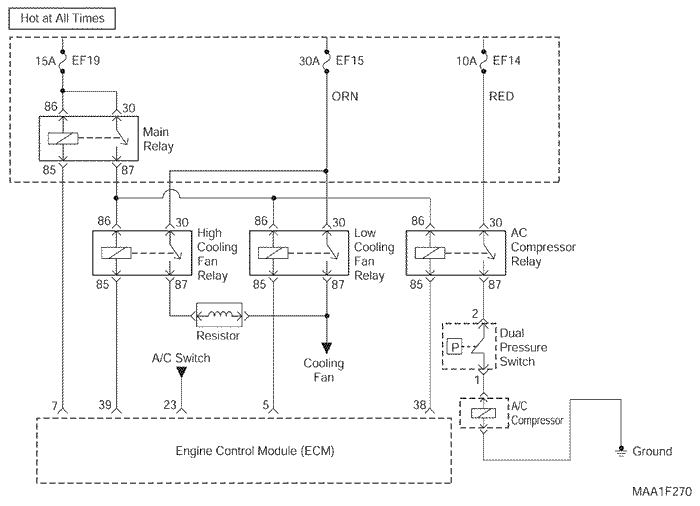 Hot at All Times
15A EF19
30A EF15
10A EF14
ORN
RED
86 30
Main
Relay
85 87
86 30
High
Cooling
Fan
Relay
85 87
86 30
Low
Cooling
Fan
Relay
85 87
86 30
AC
Compressor
Relay
85 87
Resistor
A/C Switch
Cooling
Fan
2
P
Dual
Pressure
Switch
1
A/C
Compressor
7 39 23 5 38
Engine Control Module (ECM)
Ground
MAA1F270